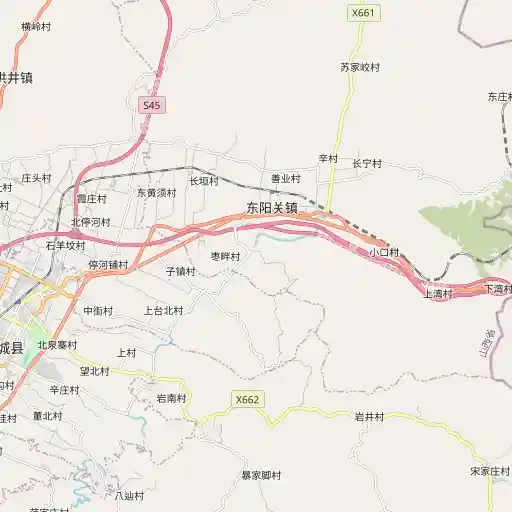 X661
横岭村
苏家峧村
洪井镇
S45
东庄村
辛村
长宁村
庄头村
长垣村
善业村
东黄须村
霞庄村
东阳关镇
北停河村
石羊坟村
枣畔村
小口村
停河铺村
子镇村
下湾村
上湾村
中街村
上台北村
山西省
北泉寨村
城县
上村
望北村
辛庄村
岩南村
X662
董北村
岩井村
宋家庄村
暴家脚村
八汕村